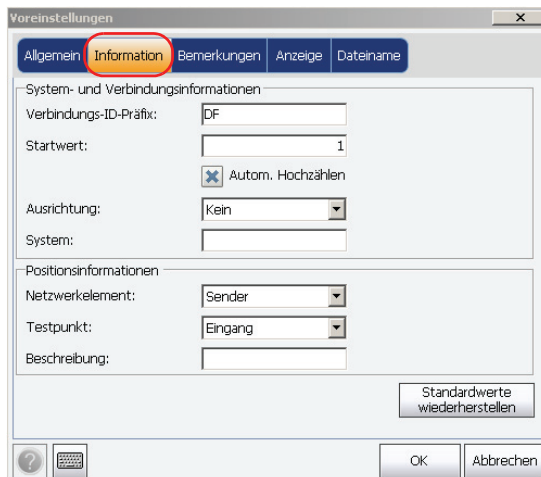 Voreinstellungen
Allgemein Information Bemerkungen Anzeige Dateiname
System- und Verbindungsinformationen
Verbindungs-ID-Präfix: DF
Startwert: 1
Autom. Hochzählen
Ausrichtung: Kein
System:
Positionsinformationen
Netzwerkelement: Sender
Testpunkt: Eingang
Beschreibung:
Standardwerte
wiederherstellen
OK Abbrechen